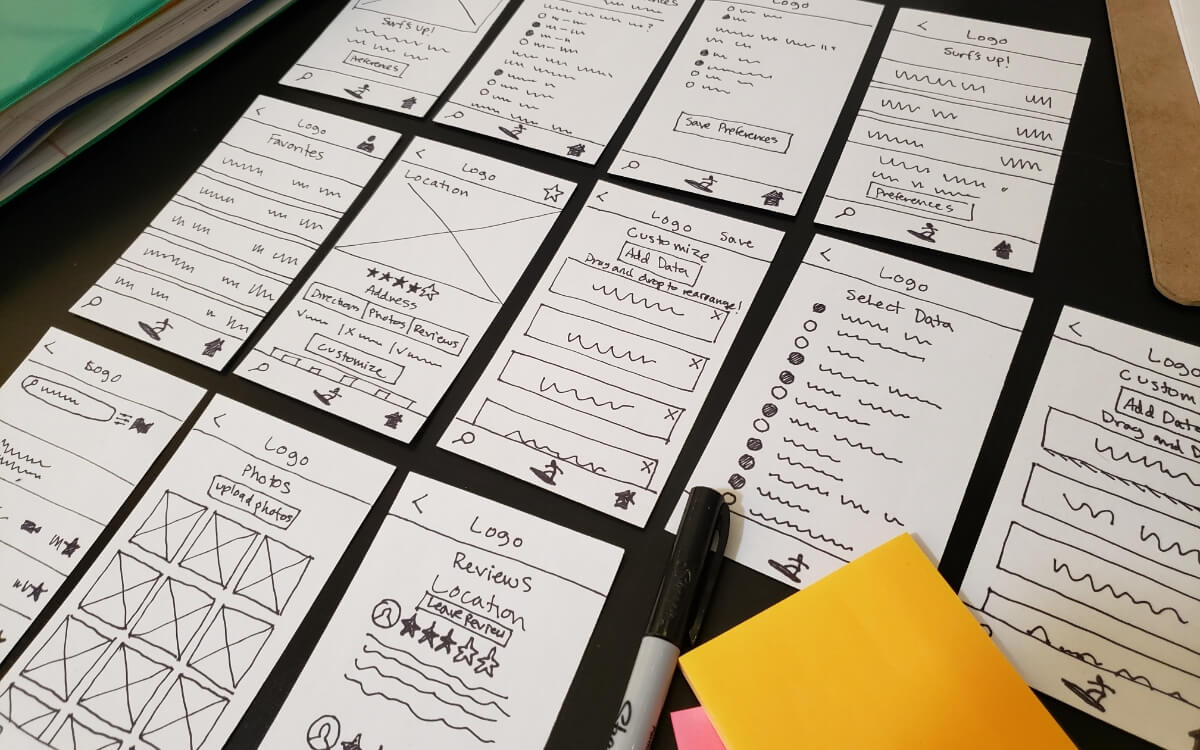 Surf's Up!
Preferences
Logo
Save Preferences
Logo
Surf's Up!
Preferences
Logo
Favorites
Logo
Location
Address
Directions
Photos
Reviews
Customize
Logo
Save
Customize
Add Data
Drag and drop to rearrange!
X
X
X
X
Logo
Select Data
Logo
Custom
Add Data
Drag and D
Logo
Logo
Photos
upload photos
Logo
Reviews
Location
Leave Review